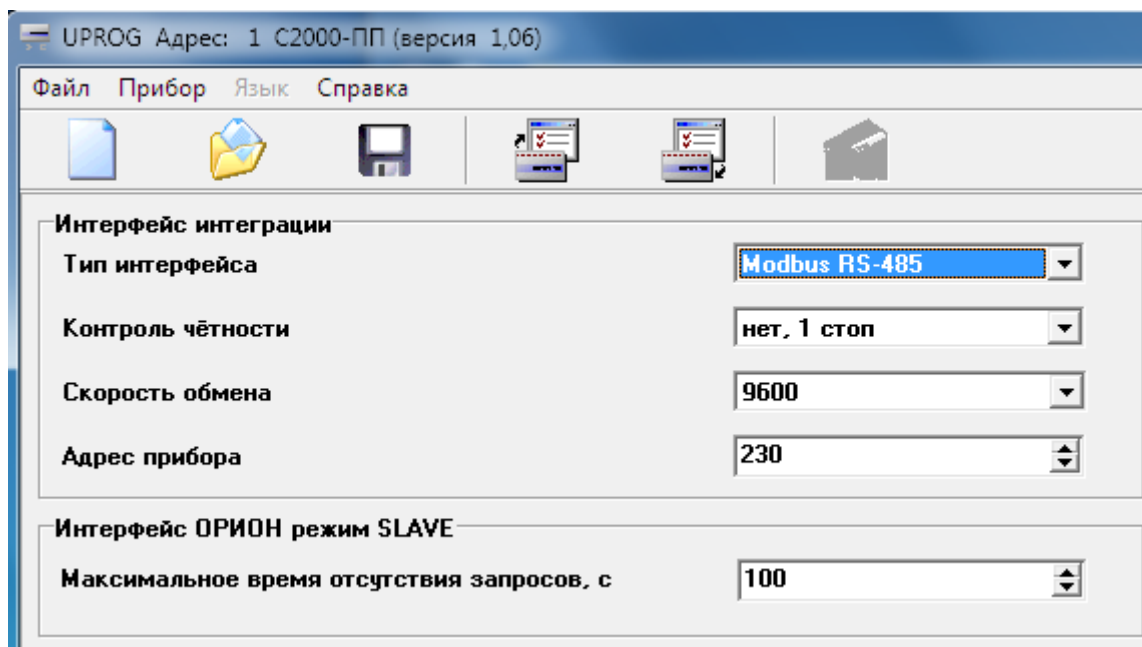 UPROG Адрес: 1 С2000-ПП (версия 1,06)
Файл Прибор Язык Справка
Интерфейс интеграции
Тип интерфейса Modbus RS-485
Контроль чётности нет, 1 стоп
Скорость обмена 9600
Адрес прибора 230
Интерфейс ОРИОН режим SLAVE
Максимальное время отсутствия запросов, с 100